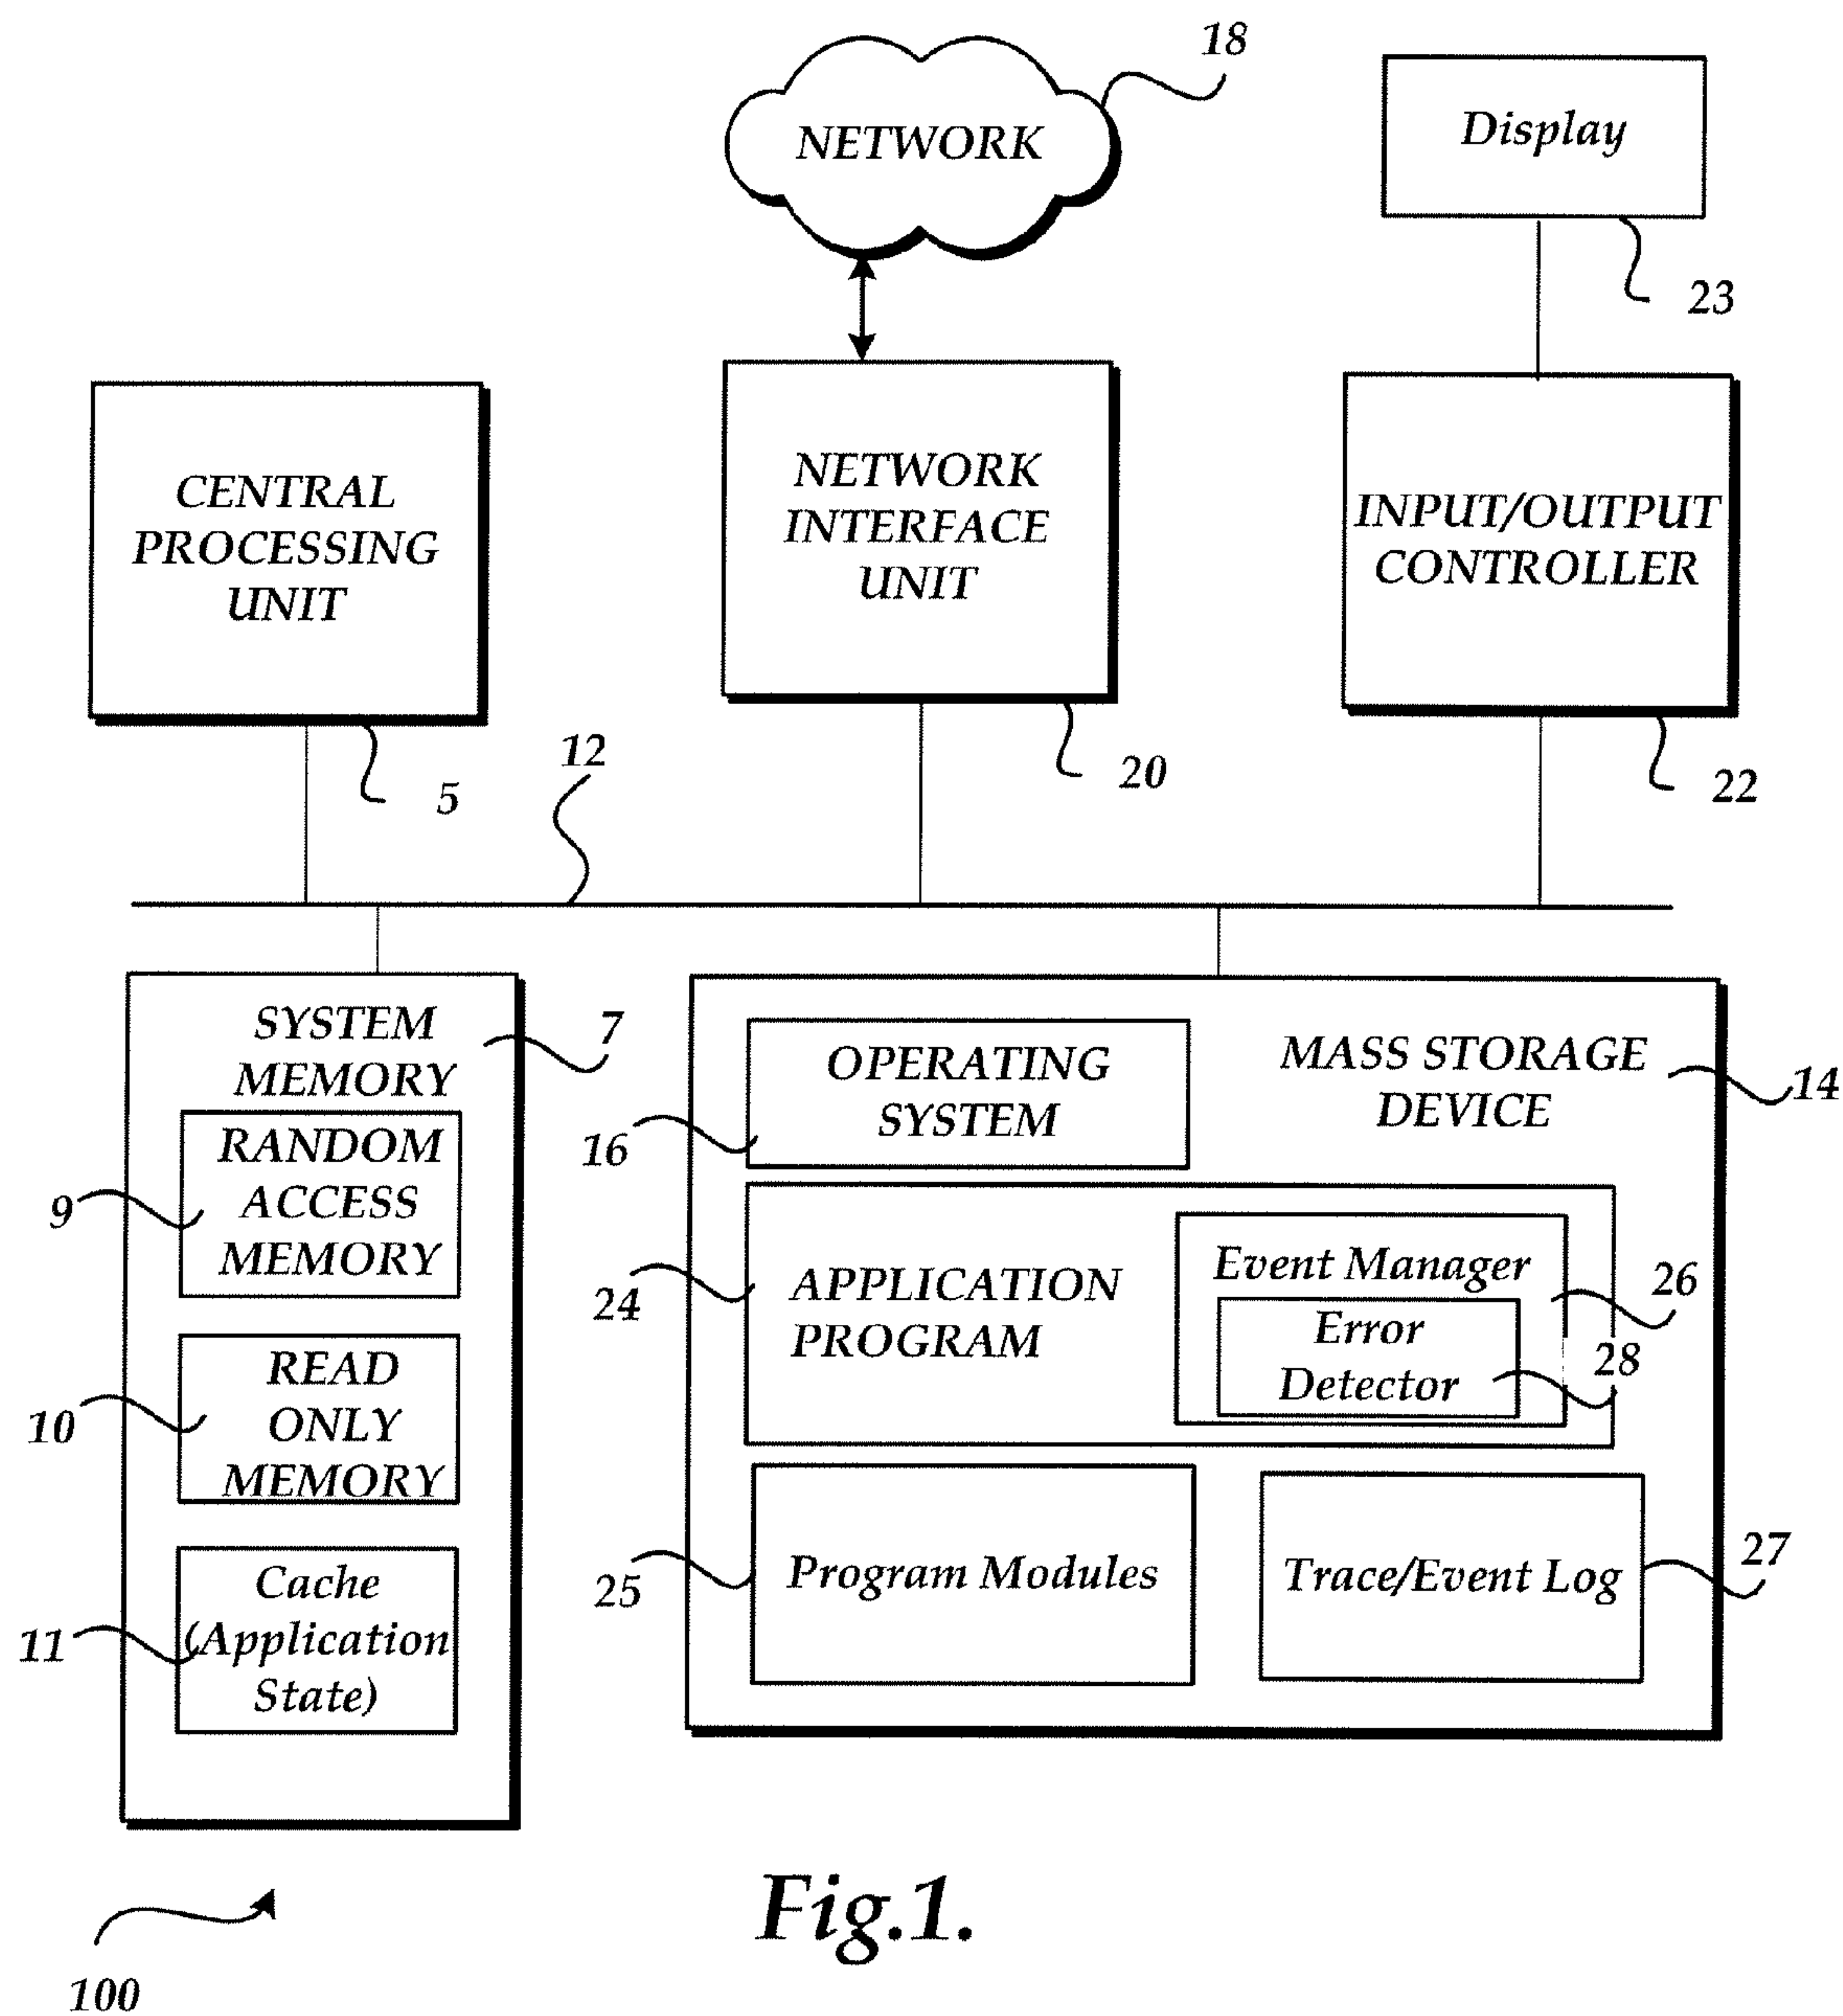 18
NETWORK
Display
23
CENTRAL
PROCESSING
UNIT
5
NETWORK
INTERFACE
UNIT
20
INPUT/OUTPUT
CONTROLLER
22
12
SYSTEM
MEMORY
7
RANDOM
ACCESS
MEMORY
9
READ
ONLY
MEMORY
10
Cache
(Application
State)
11
OPERATING
SYSTEM
16
MASS STORAGE
DEVICE
14
APPLICATION
PROGRAM
24
Event Manager
26
Error
Detector
28
Program Modules
25
Trace/Event Log
27
100
Fig.1.